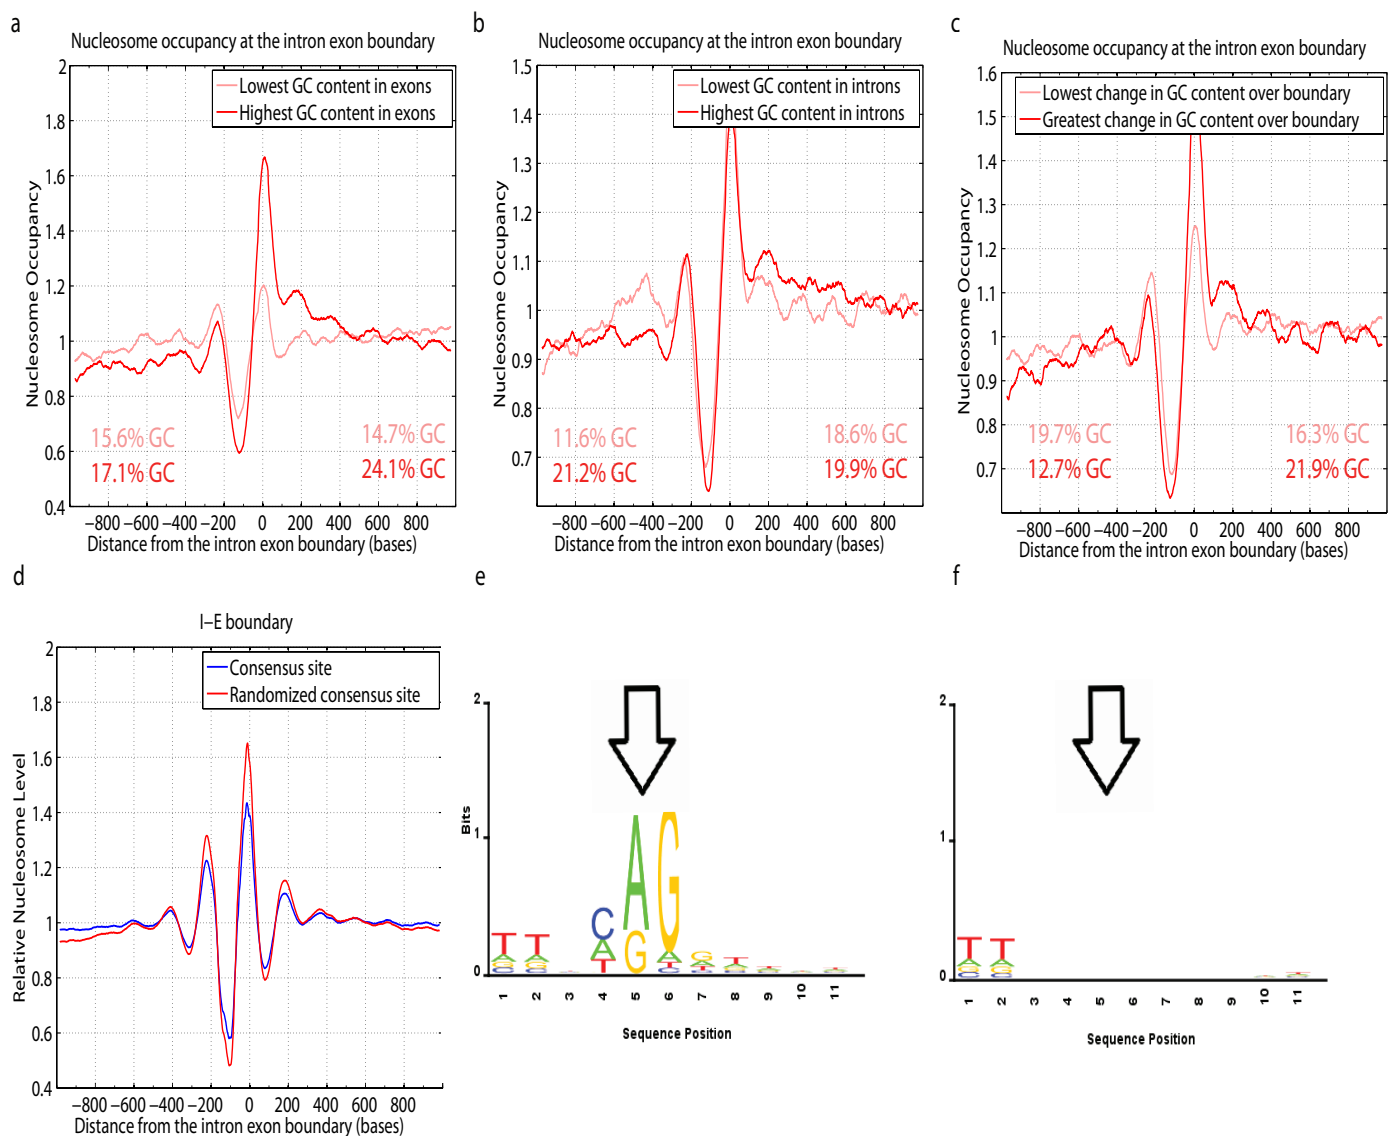 a
Nucleosome occupancy at the intron exon boundary
Lowest GC content in exons
Highest GC content in exons
2
1.8
1.6
1.4
1.2
1
0.8
0.6
0.4
Nucleosome Occupancy
15.6% GC
14.7% GC
17.1% GC
24.1% GC
−800 −600 −400 −200 0 200 400 600 800
Distance from the intron exon boundary (bases)
b
Nucleosome occupancy at the intron exon boundary
Lowest GC content in introns
Highest GC content in introns
1.5
1.4
1.3
1.2
1.1
1
0.9
0.8
0.7
Nucleosome Occupancy
11.6% GC
18.6% GC
21.2% GC
19.9% GC
−800 −600 −400 −200 0 200 400 600 800
Distance from the intron exon boundary (bases)
c
Nucleosome occupancy at the intron exon boundary
Lowest change in GC content over boundary
Greatest change in GC content over boundary
1.6
1.5
1.4
1.3
1.2
1.1
1
0.9
0.8
0.7
Nucleosome Occupancy
19.7% GC
16.3% GC
12.7% GC
21.9% GC
−800 −600 −400 −200 0 200 400 600 800
Distance from the intron exon boundary (bases)
d
I−E boundary
Consensus site
Randomized consensus site
2
1.8
1.6
1.4
1.2
1
0.8
0.6
0.4
Relative Nucleosome Level
−800 −600 −400 −200 0 200 400 600 800
Distance from the intron exon boundary (bases)
e
2
1
0
Bits
T T C A G G T
A A A G A A
G G T T
C C C
1 2 3 4 5 6 7 8 9 10 11
Sequence Position
f
2
1
0
T T
A A
G G
C C
1 2 3 4 5 6 7 8 9 10 11
Sequence Position